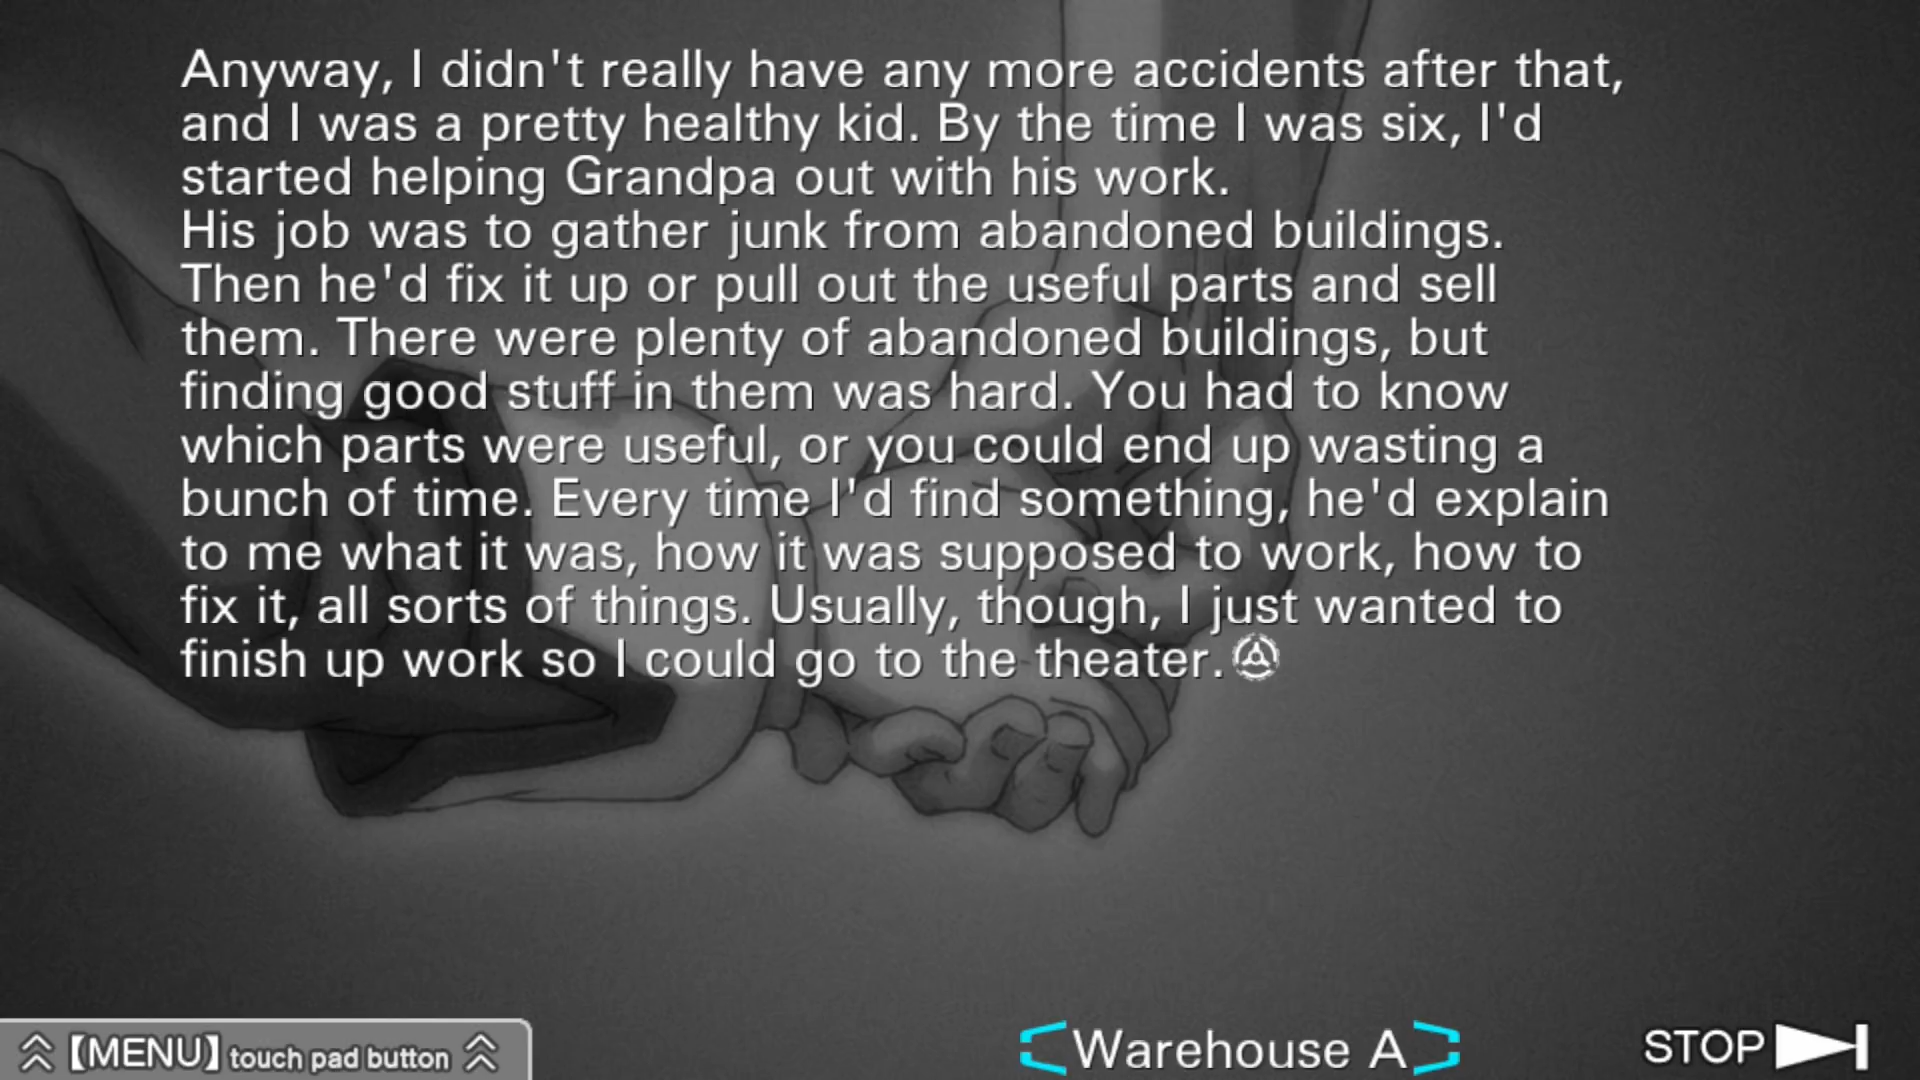 Anyway, I didn't really have any more accidents after that,
and I was a pretty healthy kid. By the time I was six, I'd
started helping Grandpa out with his work.
His job was to gather junk from abandoned buildings.
Then he'd fix it up or pull out the useful parts and sell
them. There were plenty of abandoned buildings, but
finding good stuff in them was hard. You had to know
which parts were useful, or you could end up wasting a
bunch of time. Every time I'd find something, he'd explain
to me what it was, how it was supposed to work, how to
fix it, all sorts of things. Usually, though, I just wanted to
finish up work so I could go to the theater.
【MENU】touch pad button
Warehouse A
STOP